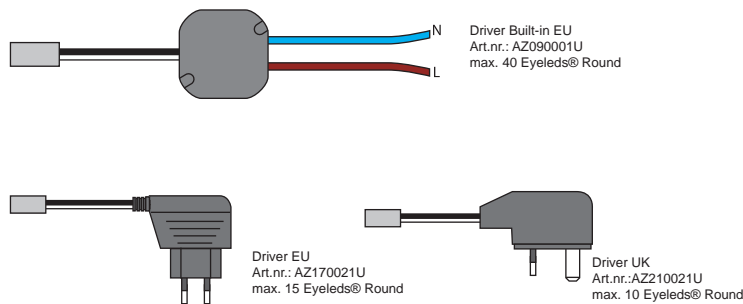 N
L
Driver Built-in EU
Art.nr.: AZ090001U
max. 40 Eyeleds® Round
Driver EU
Art.nr.: AZ170021U
max. 15 Eyeleds® Round
Driver UK
Art.nr.:AZ210021U
max. 10 Eyeleds® Round